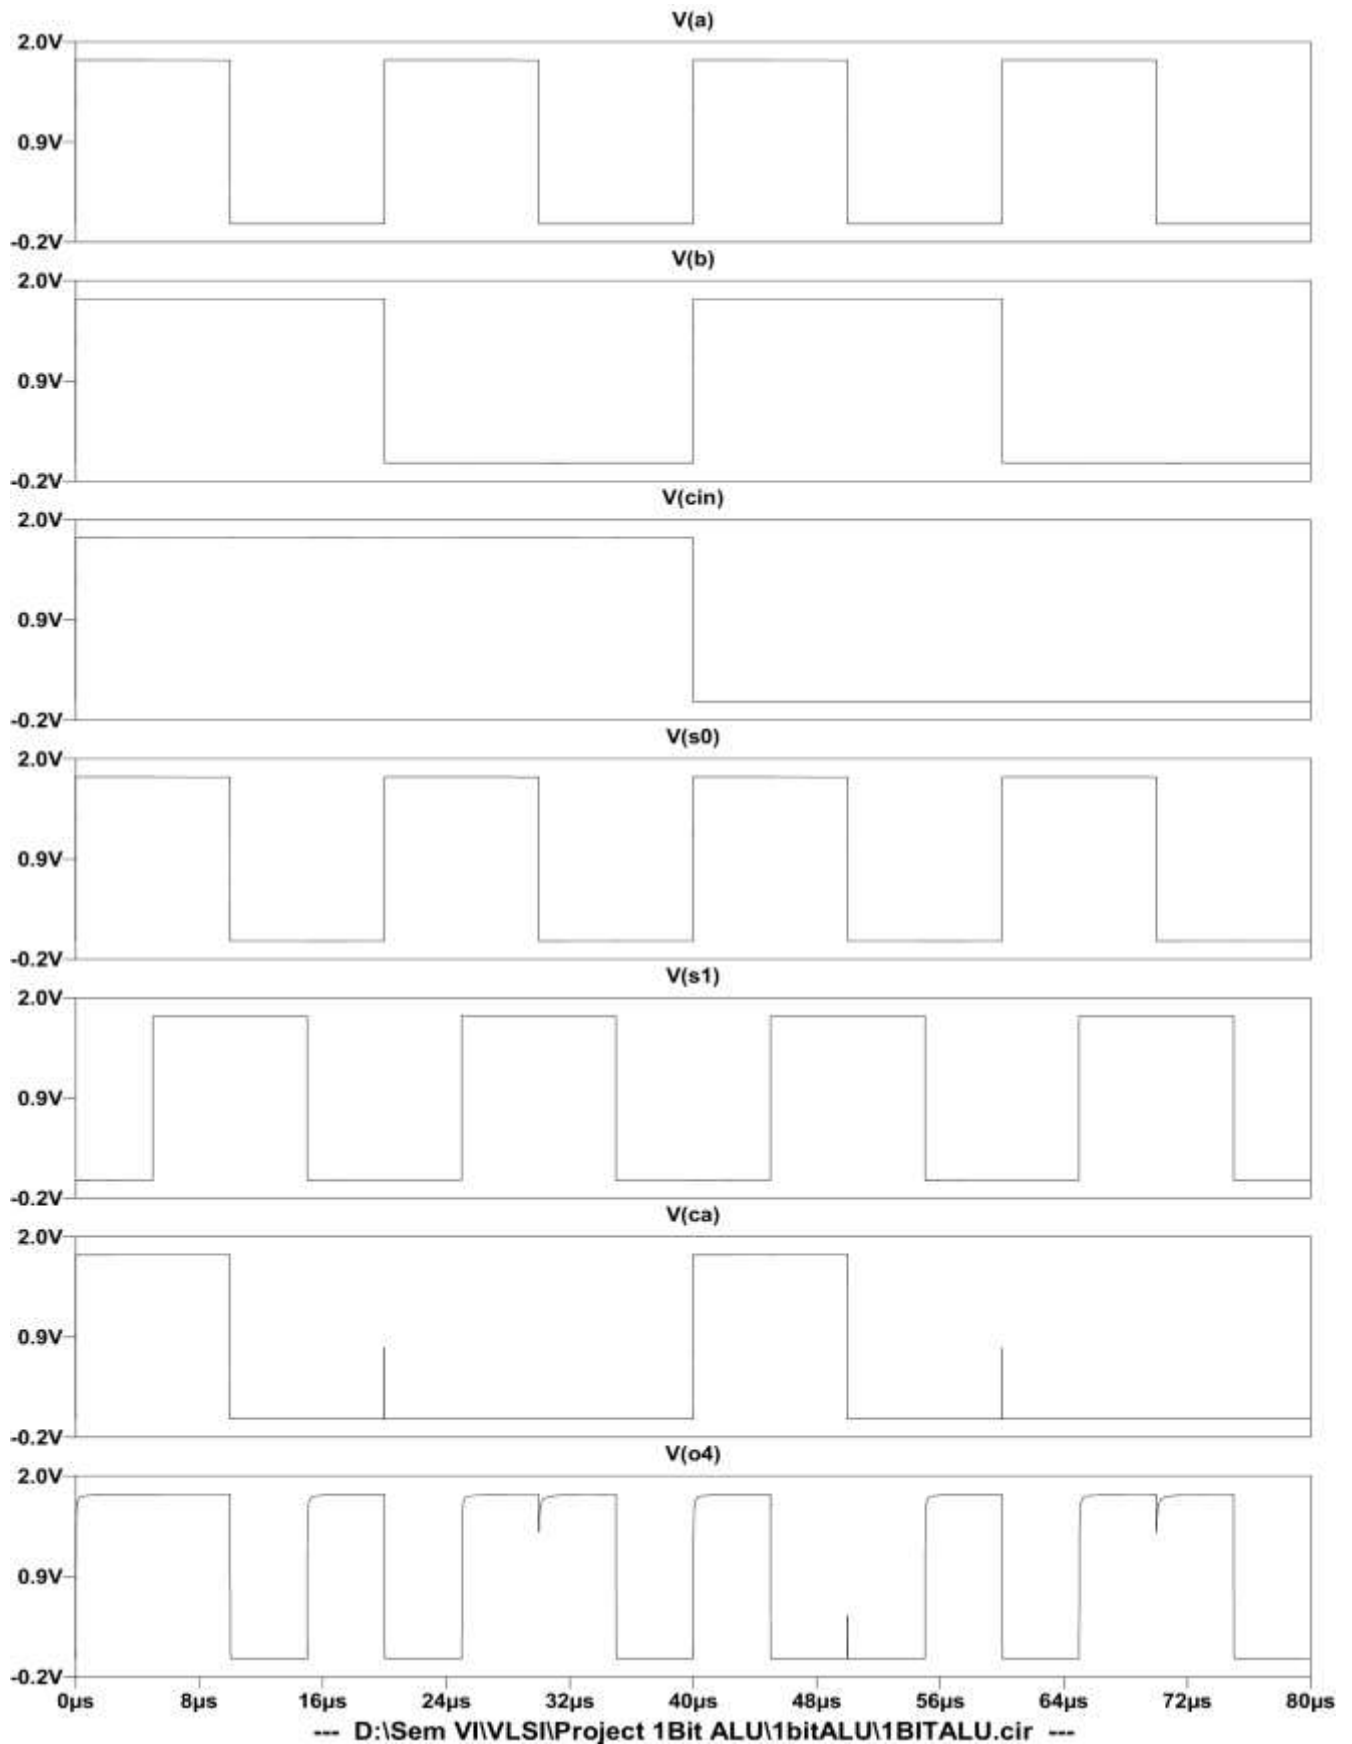 V(a)
2.0V
0.9V
-0.2V
V(b)
2.0V
0.9V
-0.2V
V(cin)
2.0V
0.9V
-0.2V
V(s0)
2.0V
0.9V
-0.2V
V(s1)
2.0V
0.9V
-0.2V
V(ca)
2.0V
0.9V
-0.2V
V(o4)
2.0V
0.9V
-0.2V
0µs 8µs 16µs 24µs 32µs 40µs 48µs 56µs 64µs 72µs 80µs
--- D:\Sem VI\VLSI\Project 1Bit ALU\1bitALU\1BITALU.cir ---